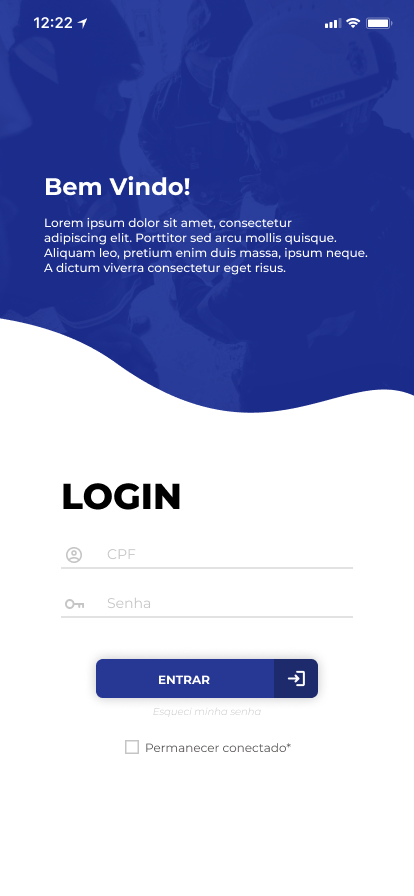 12:22
Bem Vindo!
Lorem ipsum dolor sit amet, consectetur
adipiscing elit. Porttitor sed arcu mollis quisque.
Aliquam leo, pretium enim duis massa, ipsum neque.
A dictum viverra consectetur eget risus.
LOGIN
CPF
Senha
ENTRAR
Esqueci minha senha
Permanecer conectado*